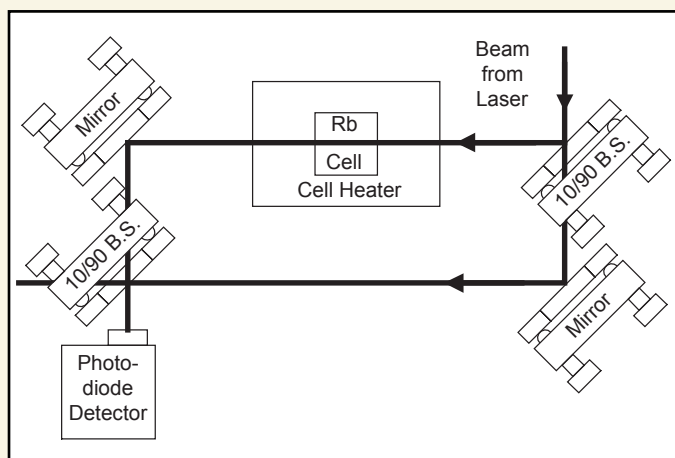 Beam
from
Laser
Mirror
Rb
Cell
Cell Heater
10/90 B.S.
10/90 B.S.
Mirror
Photo-
diode
Detector